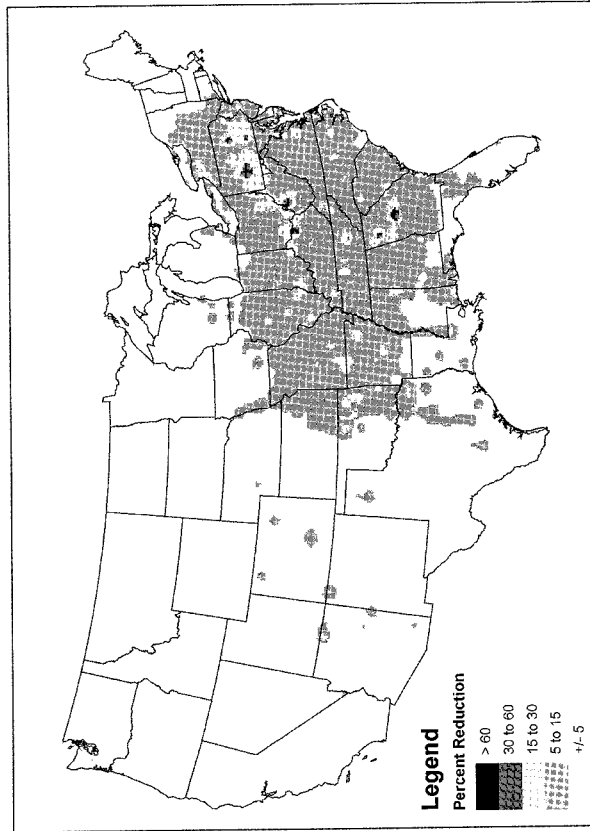 Legend
Percent Reduction
> 60
30 to 60
15 to 30
5 to 15
+/- 5